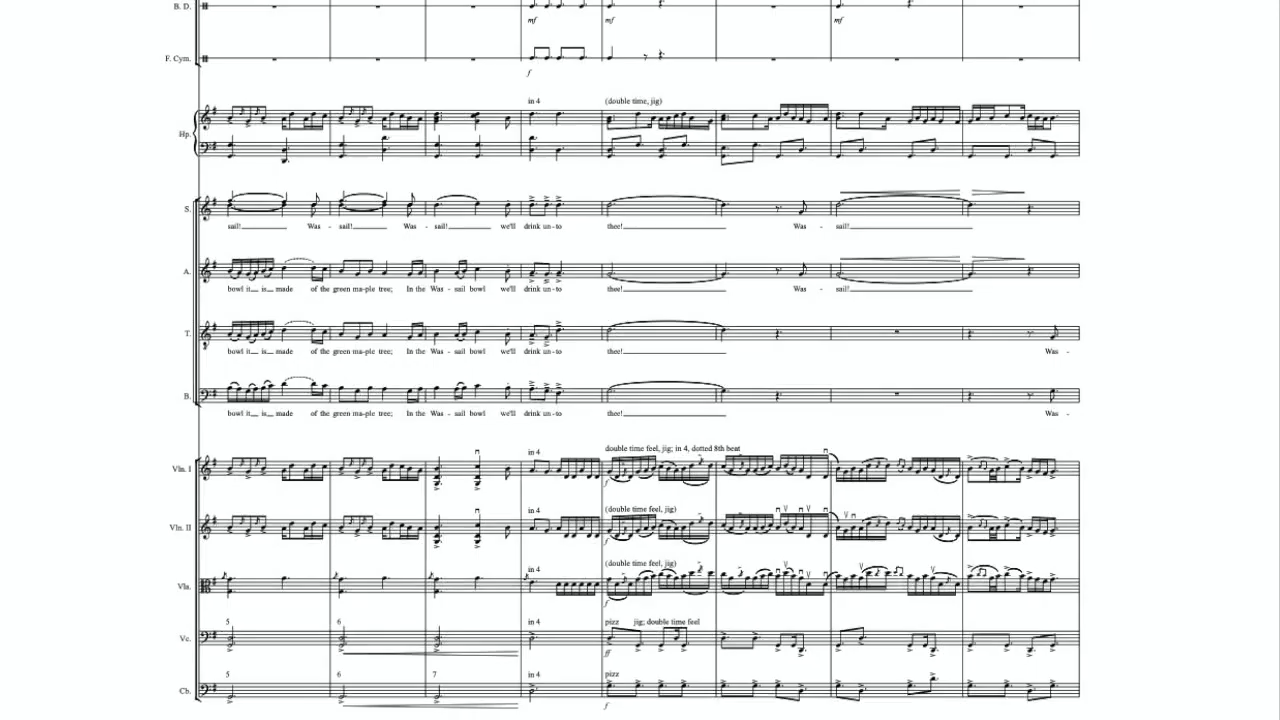 B. D.
mf mf mf
F. Cym.
f
in 4 (double time, jig)
Hp.
S.
sail! Was - sail! Was - sail! we'll drink un - to thee! Was - sail!
A.
bowl it is made of the green ma-ple tree; In the Was - sail bowl we'll drink un - to thee! Was - sail!
T.
bowl it is made of the green ma-ple tree; In the Was - sail bowl we'll drink un - to thee! Was -
B.
bowl it is made of the green ma-ple tree; In the Was - sail bowl we'll drink un - to thee! Was -
in 4 double time feel, jig; in 4, dotted 8th beat
Vln. I
f
in 4 (double time feel, jig)
Vln. II
f
in 4 (double time feel, jig)
Vla.
f
5 6 in 4 pizz jig; double time feel
Vc.
ff
5 6 7 in 4 pizz
Cb.
f